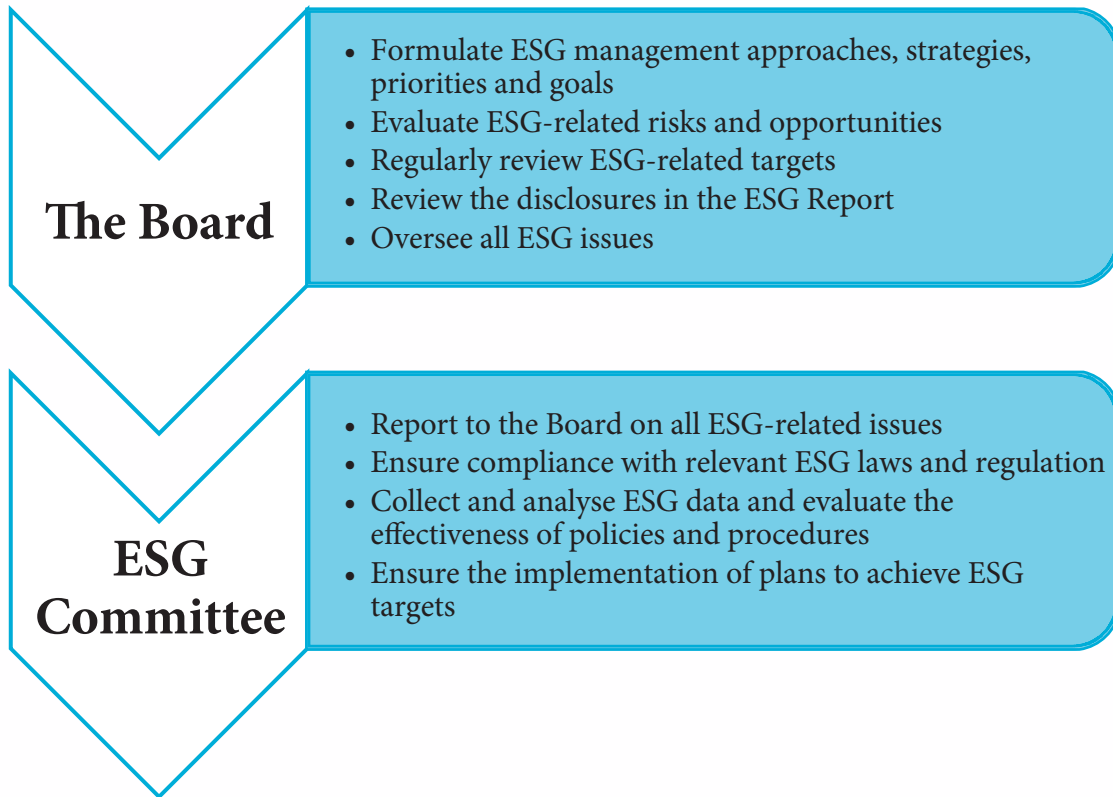 The Board
• Formulate ESG management approaches, strategies,
priorities and goals
• Evaluate ESG-related risks and opportunities
• Regularly review ESG-related targets
• Review the disclosures in the ESG Report
• Oversee all ESG issues
ESG
Committee
• Report to the Board on all ESG-related issues
• Ensure compliance with relevant ESG laws and regulation
• Collect and analyse ESG data and evaluate the
effectiveness of policies and procedures
• Ensure the implementation of plans to achieve ESG
targets